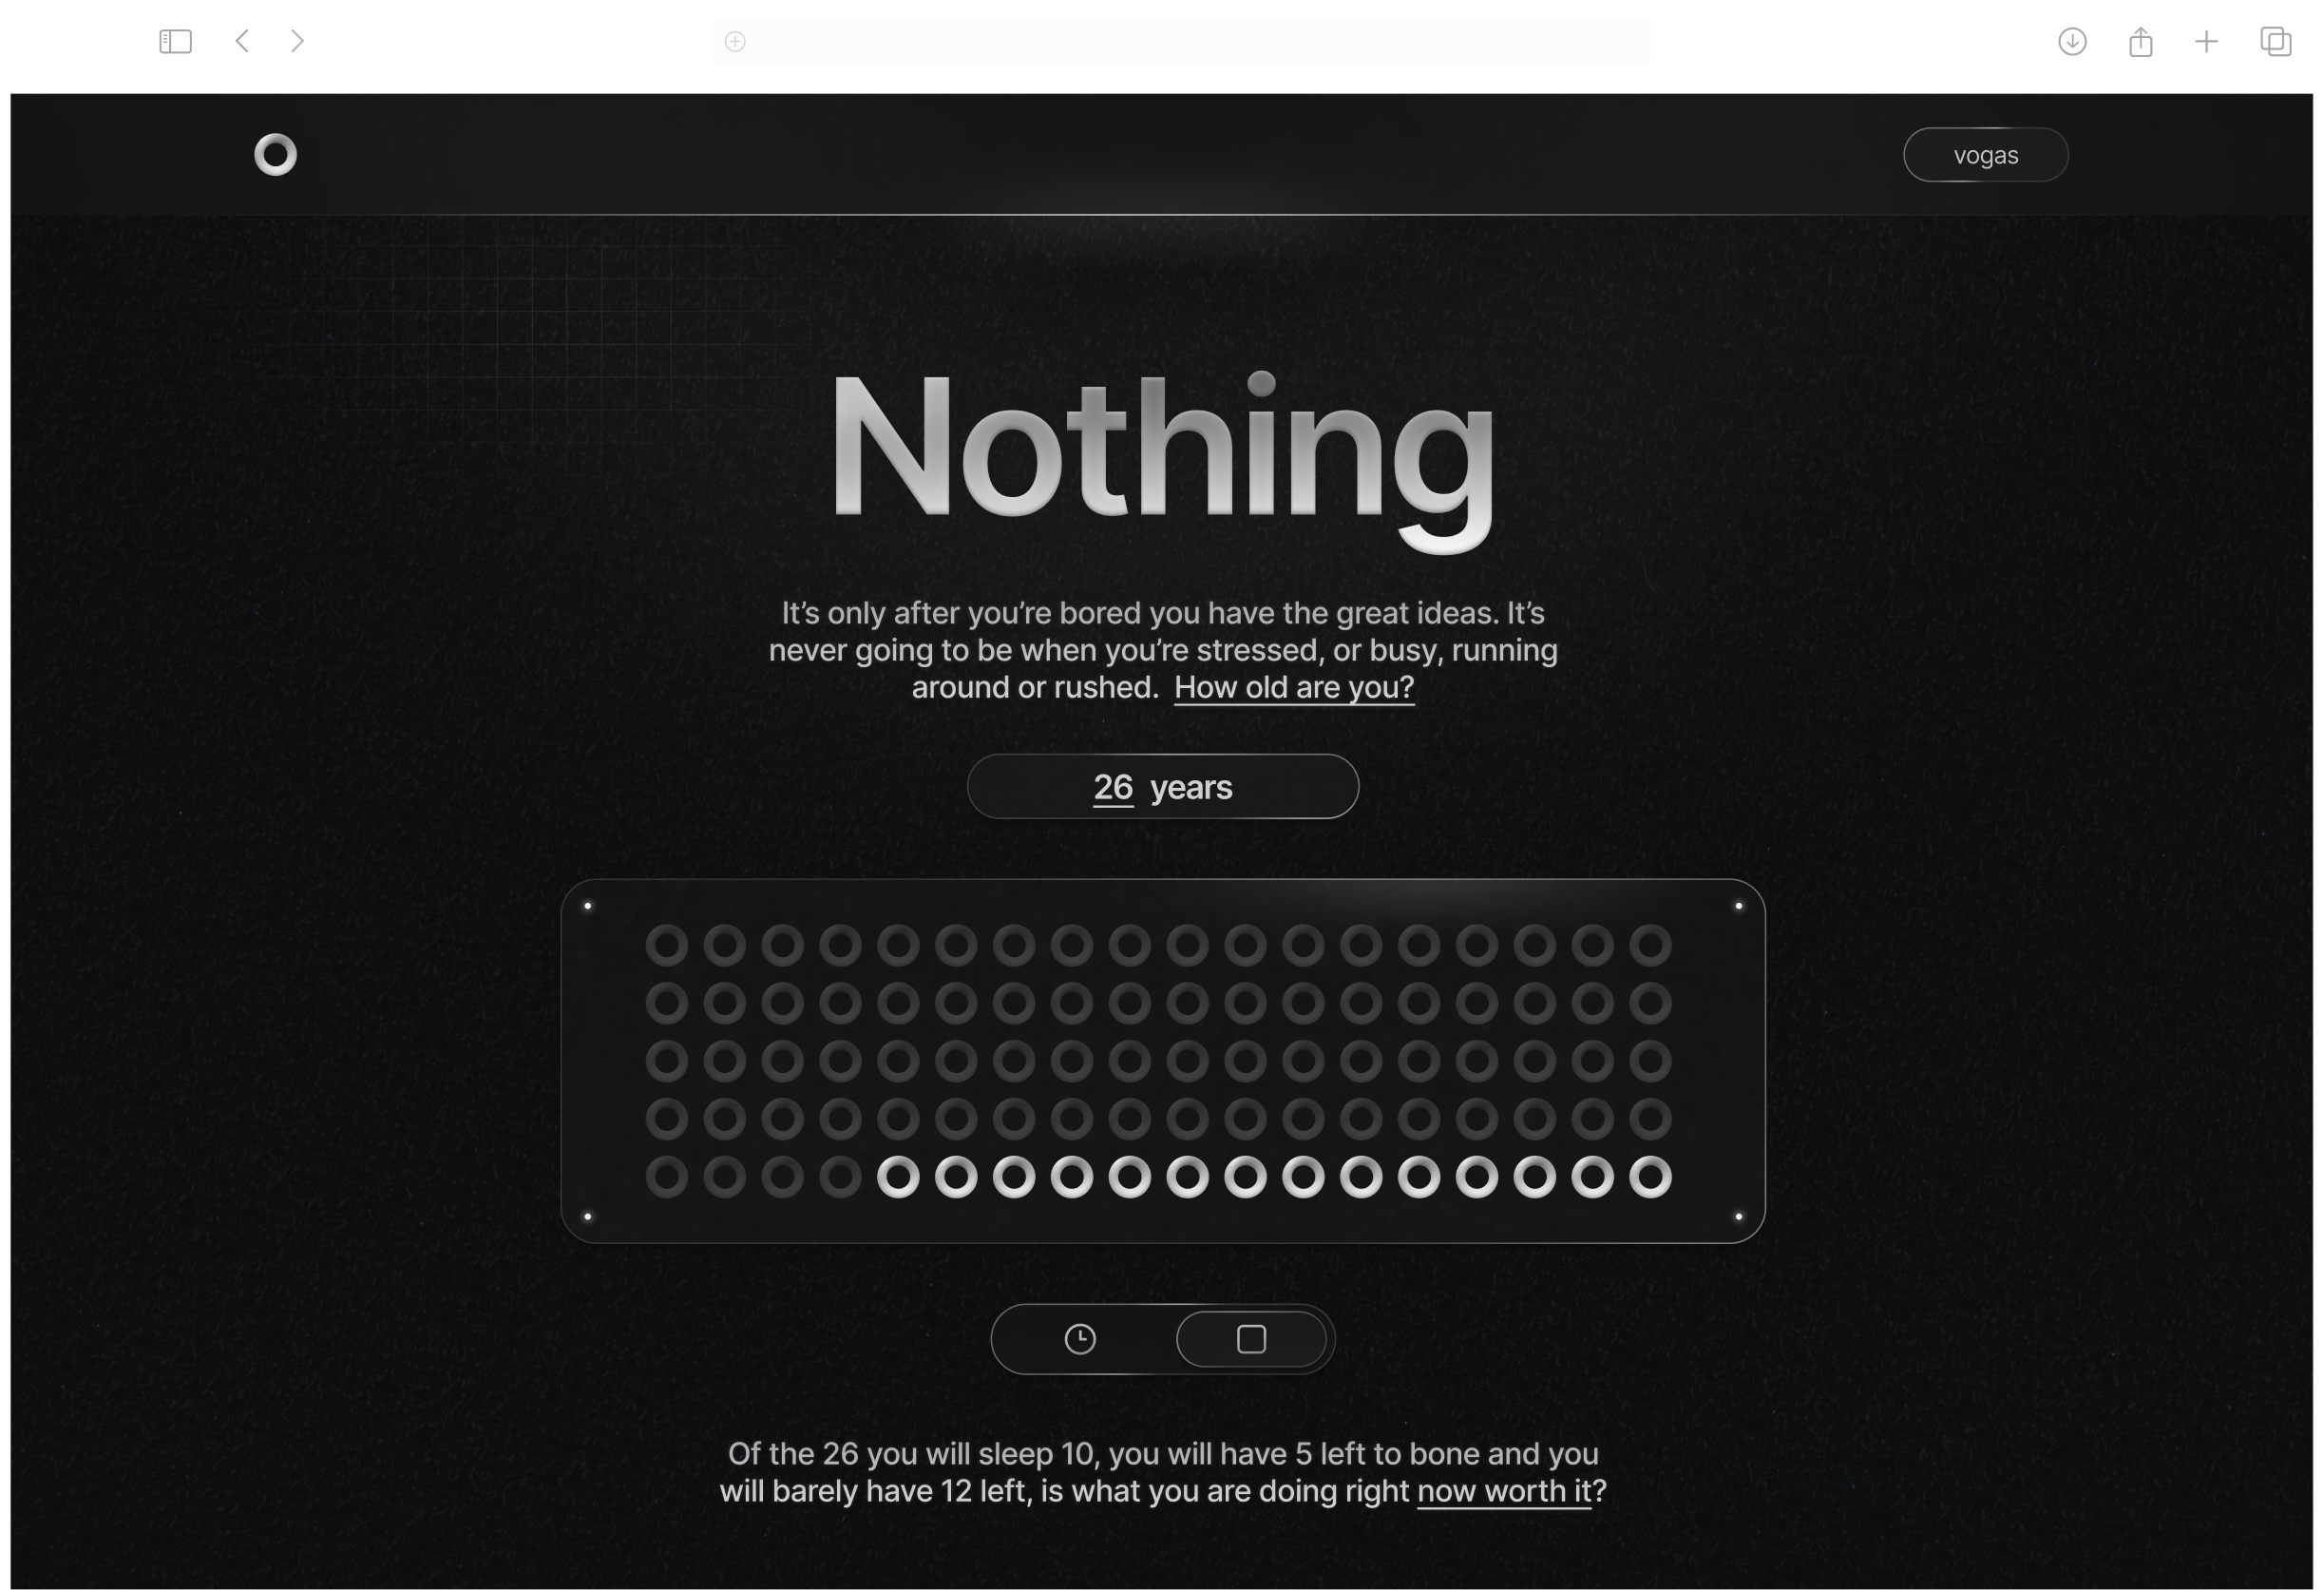 vogas
Nothing
It’s only after you’re bored you have the great ideas. It’s
never going to be when you’re stressed, or busy, running
around or rushed. How old are you?
26 years
Of the 26 you will sleep 10, you will have 5 left to bone and you
will barely have 12 left, is what you are doing right now worth it?